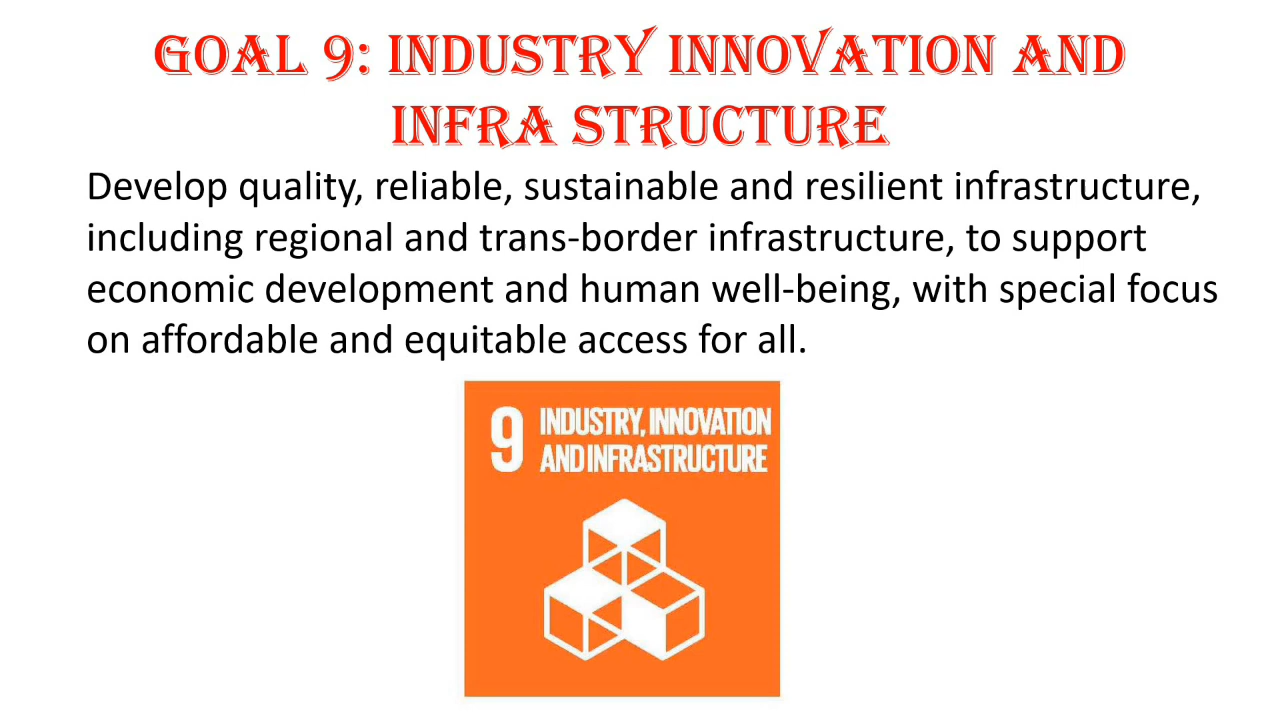 GOAL 9: INDUSTRY INNOVATION AND
INFRA STRUCTURE
Develop quality, reliable, sustainable and resilient infrastructure,
including regional and trans-border infrastructure, to support
economic development and human well-being, with special focus
on affordable and equitable access for all.
9 INDUSTRY, INNOVATION
AND INFRASTRUCTURE